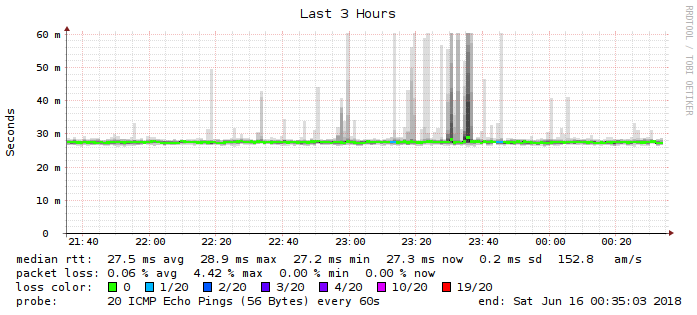 Last 3 Hours
RRDTOOL / TOBI OETIKER
Seconds
60 m
50 m
40 m
30 m
20 m
10 m
0
21:40 22:00 22:20 22:40 23:00 23:20 23:40 00:00 00:20
median rtt: 27.5 ms avg 28.9 ms max 27.2 ms min 27.3 ms now 0.2 ms sd 152.8 am/s
packet loss: 0.06 % avg 4.42 % max 0.00 % min 0.00 % now
loss color: 0 1/20 2/20 3/20 4/20 10/20 19/20
probe: 20 ICMP Echo Pings (56 Bytes) every 60s end: Sat Jun 16 00:35:03 2018